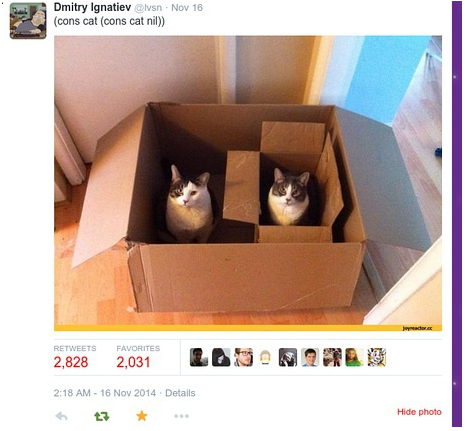 Dmitry Ignatiev @lvsn · Nov 16
(cons cat (cons cat nil))
joyreactor.cc
RETWEETS FAVORITES
2,828 2,031
2:18 AM - 16 Nov 2014 · Details
Hide photo